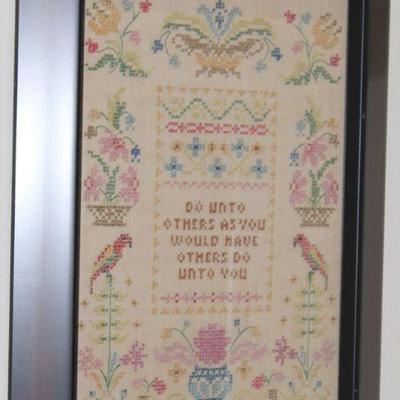 DO UNTO
OTHERS AS YOU
WOULD HAVE
OTHERS DO
UNTO YOU